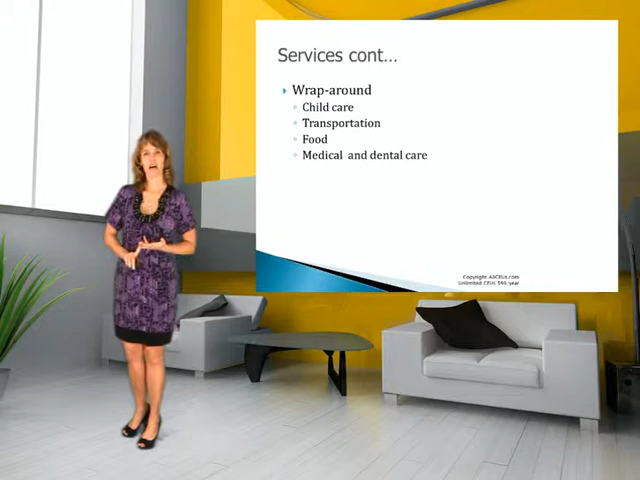 Services cont...
Wrap-around
Child care
Transportation
Food
Medical and dental care
Copyright AllCEUs.com
Unlimited CEUs $99/year